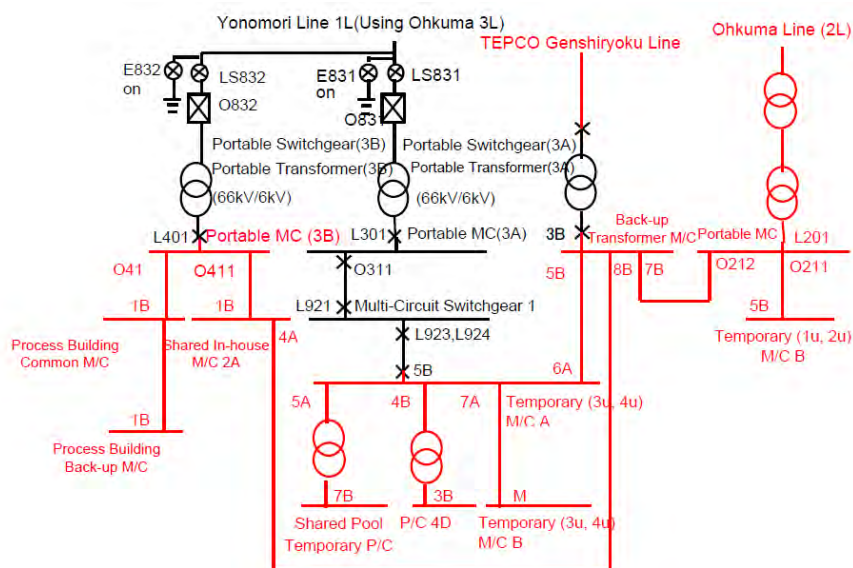 Yonomori Line 1L(Using Ohkuma 3L)
TEPCO Genshiryoku Line
Ohkuma Line (2L)
E832
on
LS832
E831
on
LS831
O832
O831
Portable Switchgear(3B)
Portable Switchgear(3A)
Portable Transformer(3B)
Portable Transformer(3A)
(66kV/6kV)
(66kV/6kV)
L401
Portable MC (3B)
L301
Portable MC(3A)
3B
Back-up
Transformer M/C
Portable MC
L201
O41
O411
O311
5B
8B
7B
O212
O211
1B
1B
L921
Multi-Circuit Switchgear 1
5B
Process Building
Common M/C
Shared In-house
M/C 2A
4A
L923,L924
Temporary (1u, 2u)
M/C B
5B
6A
1B
5A
4B
7A
Temporary (3u, 4u)
M/C A
Process Building
Back-up M/C
7B
3B
M
Shared Pool
Temporary P/C
P/C 4D
Temporary (3u, 4u)
M/C B